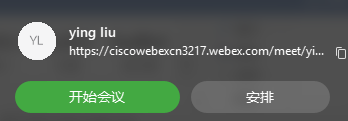 YL
ying liu
https://ciscowebexcn3217.webex.com/meet/yi...
开始会议
安排